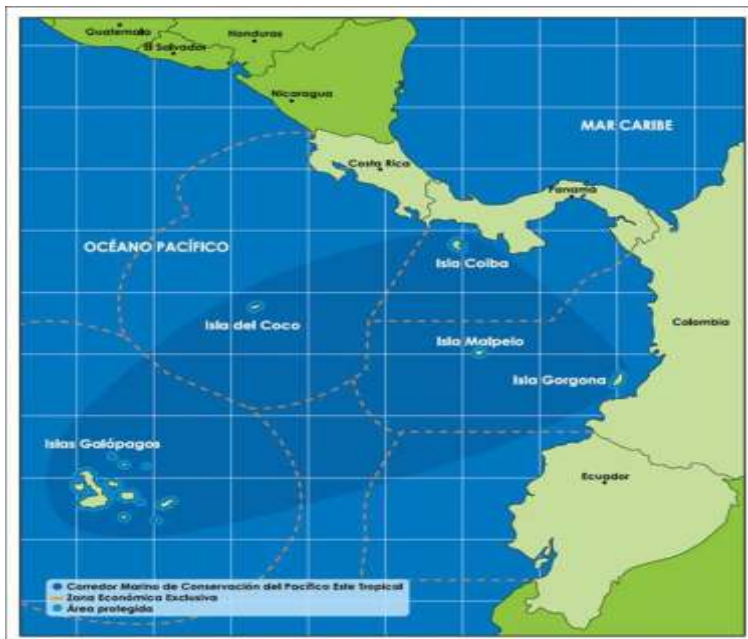 Guatemala
Honduras
El Salvador
Nicaragua
MAR CARIBE
Costa Rica
Panamá
OCÉANO PACÍFICO
Isla Coiba
Isla del Coco
Colombia
Isla Malpelo
Isla Gorgona
Islas Galápagos
Ecuador
Corredor Marino de Conservación del Pacífico Este Tropical
Zona Económica Exclusiva
Área protegida